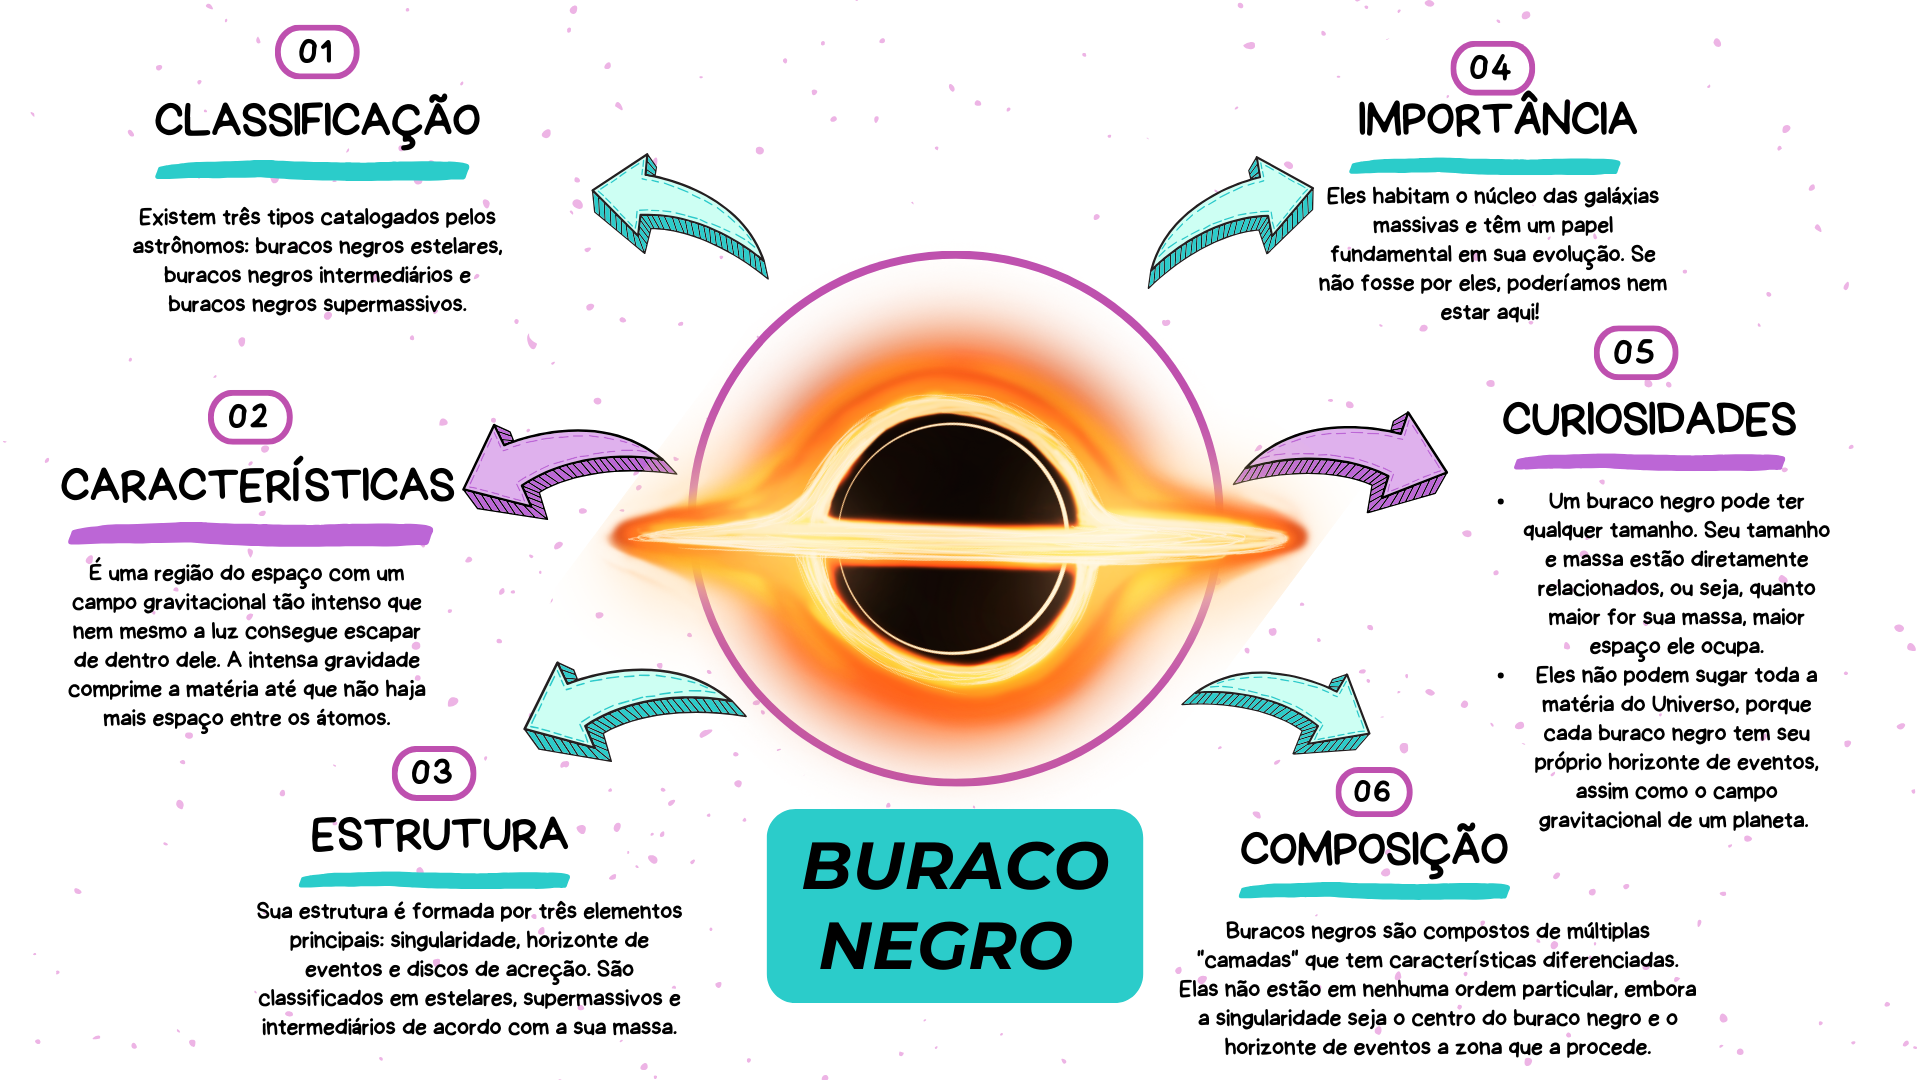 01
CLASSIFICAÇÃO
Existem três tipos catalogados pelos
astrônomos: buracos negros estelares,
buracos negros intermediários e
buracos negros supermassivos.
02
CARACTERÍSTICAS
É uma região do espaço com um
campo gravitacional tão intenso que
nem mesmo a luz consegue escapar
de dentro dele. A intensa gravidade
comprime a matéria até que não haja
mais espaço entre os átomos.
03
ESTRUTURA
Sua estrutura é formada por três elementos
principais: singularidade, horizonte de
eventos e discos de acreção. São
classificados em estelares, supermassivos e
intermediários de acordo com a sua massa.
BURACO
NEGRO
04
IMPORTÂNCIA
Eles habitam o núcleo das galáxias
massivas e têm um papel
fundamental em sua evolução. Se
não fosse por eles, poderíamos nem
estar aqui!
05
CURIOSIDADES
• Um buraco negro pode ter
qualquer tamanho. Seu tamanho
e massa estão diretamente
relacionados, ou seja, quanto
maior for sua massa, maior
espaço ele ocupa.
• Eles não podem sugar toda a
matéria do Universo, porque
cada buraco negro tem seu
próprio horizonte de eventos,
assim como o campo
gravitacional de um planeta.
06
COMPOSIÇÃO
Buracos negros são compostos de múltiplas
"camadas" que tem características diferenciadas.
Elas não estão em nenhuma ordem particular, embora
a singularidade seja o centro do buraco negro e o
horizonte de eventos a zona que a procede.